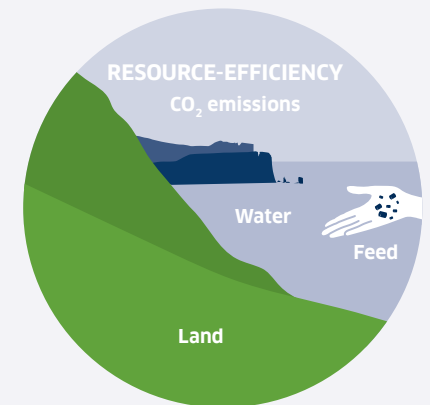 RESOURCE-EFFICIENCY
CO₂ emissions
Water
Feed
Land